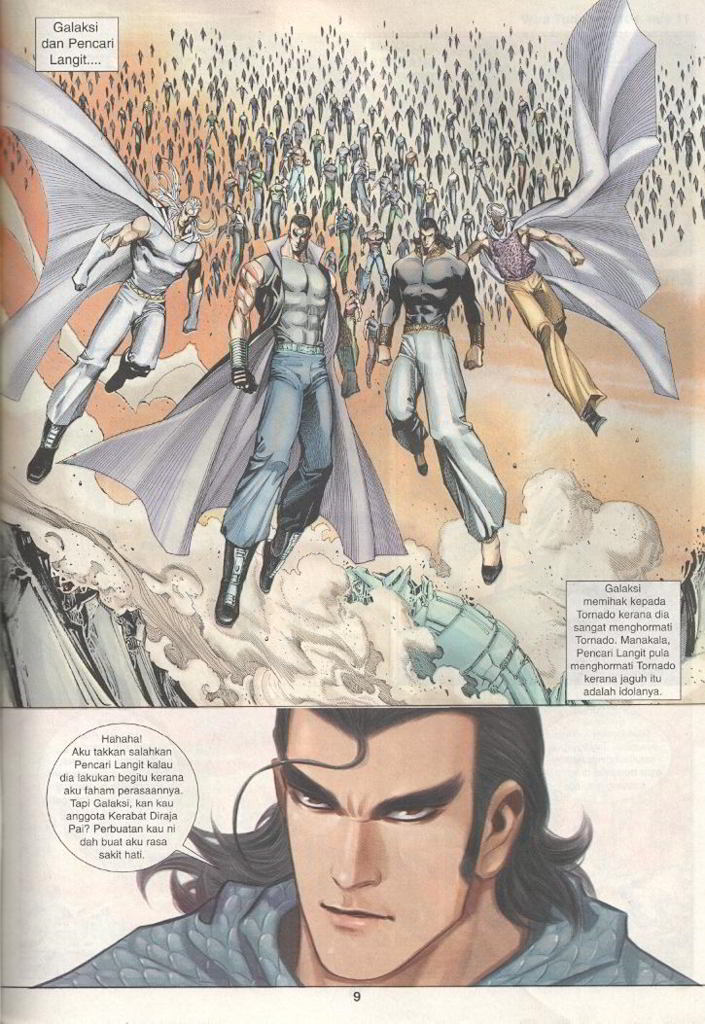 Galaksi
dan Pencari
Langit....
Galaksi
memihak kepada
Tornado kerana dia
sangat menghormati
Tornado. Manakala,
Pencari Langit pula
menghormati Tornado
kerana jaguh itu
adalah idolanya.
Hahaha!
Aku takkan salahkan
Pencari Langit kalau
dia lakukan begitu kerana
aku faham perasaannya.
Tapi Galaksi, kan kau
anggota Kerabat Diraja
Pai? Perbuatan kau ni
dah buat aku rasa
sakit hati.
9